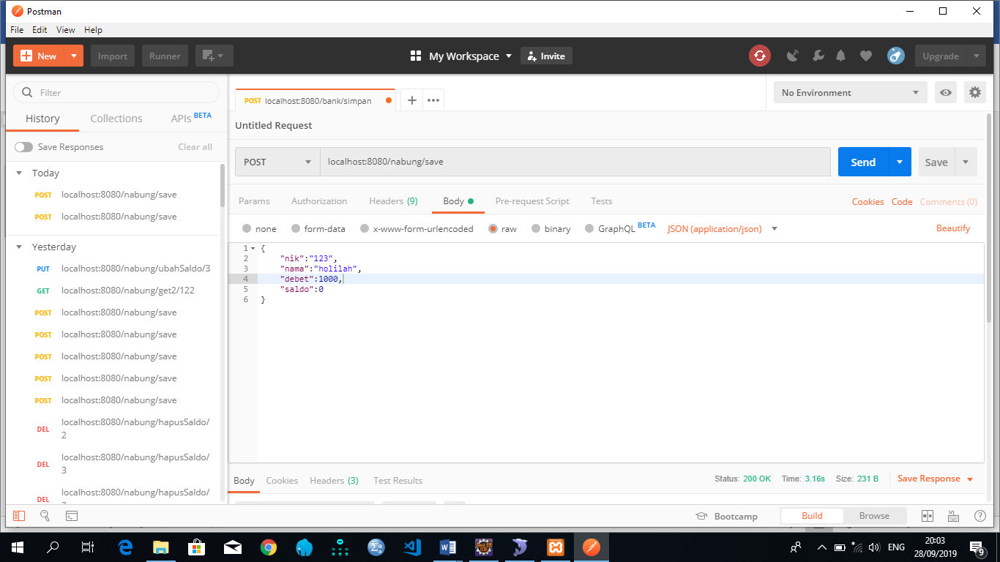 Postman
File Edit View Help
New Import Runner My Workspace Invite Upgrade
Filter
History Collections APIs BETA
Save Responses Clear all
Today
POST localhost:8080/nabung/save
POST localhost:8080/nabung/save
Yesterday
PUT localhost:8080/nabung/ubahSaldo/3
GET localhost:8080/nabung/get2/122
POST localhost:8080/nabung/save
POST localhost:8080/nabung/save
POST localhost:8080/nabung/save
POST localhost:8080/nabung/save
POST localhost:8080/nabung/save
DEL localhost:8080/nabung/hapusSaldo/
2
DEL localhost:8080/nabung/hapusSaldo/
3
DEL localhost:8080/nabung/hapusSaldo/
POST localhost:8080/bank/simpan
No Environment
Untitled Request
POST localhost:8080/nabung/save Send Save
Params Authorization Headers (9) Body Pre-request Script Tests Cookies Code Comments (0)
none form-data x-www-form-urlencoded raw binary GraphQL BETA JSON (application/json) Beautify
1 {
2 "nik":"123",
3 "nama":"holilah",
4 "debet":1000,
5 "saldo":0
6 }
Body Cookies Headers (3) Test Results Status: 200 OK Time: 3.16s Size: 231 B Save Response
Bootcamp Build Browse
ENG 20:03
28/09/2019
9